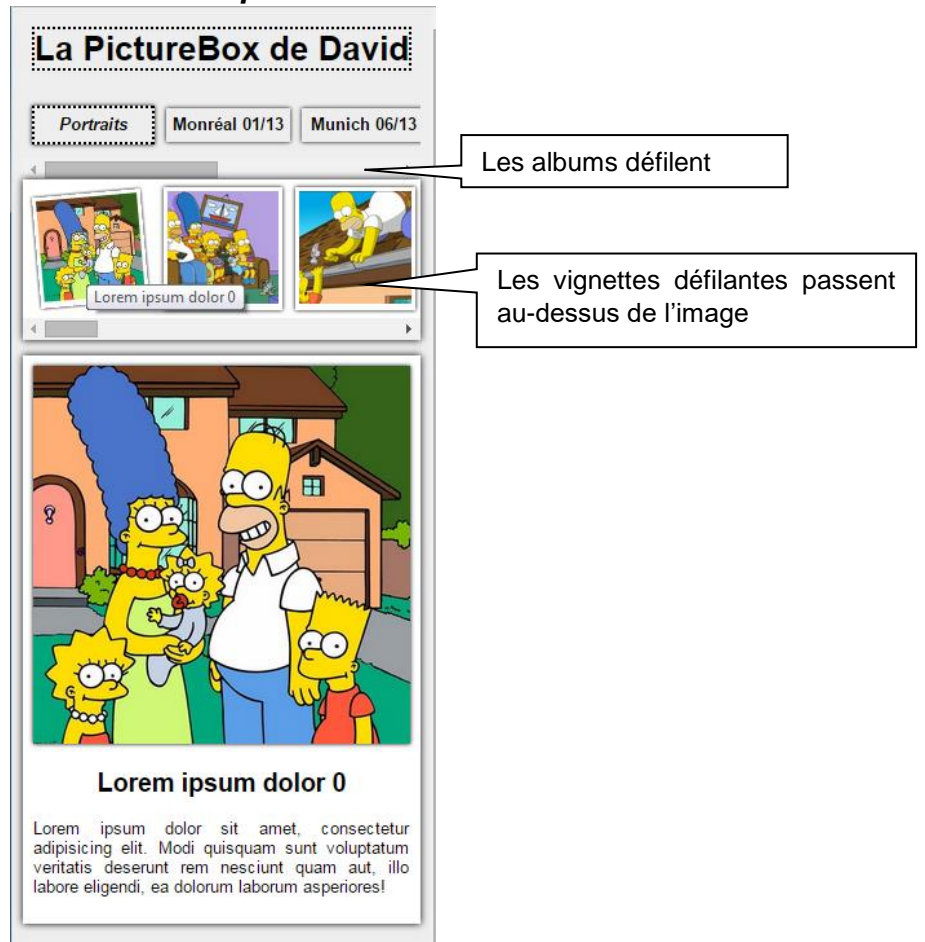 La PictureBox de David
Portraits
Monréal 01/13
Munich 06/13
Les albums défilent
Les vignettes défilantes passent
au-dessus de l'image
Lorem ipsum dolor 0
Lorem ipsum dolor 0
Lorem ipsum dolor sit amet, consectetur
adipisicing elit. Modi quisquam sunt voluptatum
veritatis deserunt rem nesciunt quam aut, illo
labore eligendi, ea dolorum laborum asperiores!